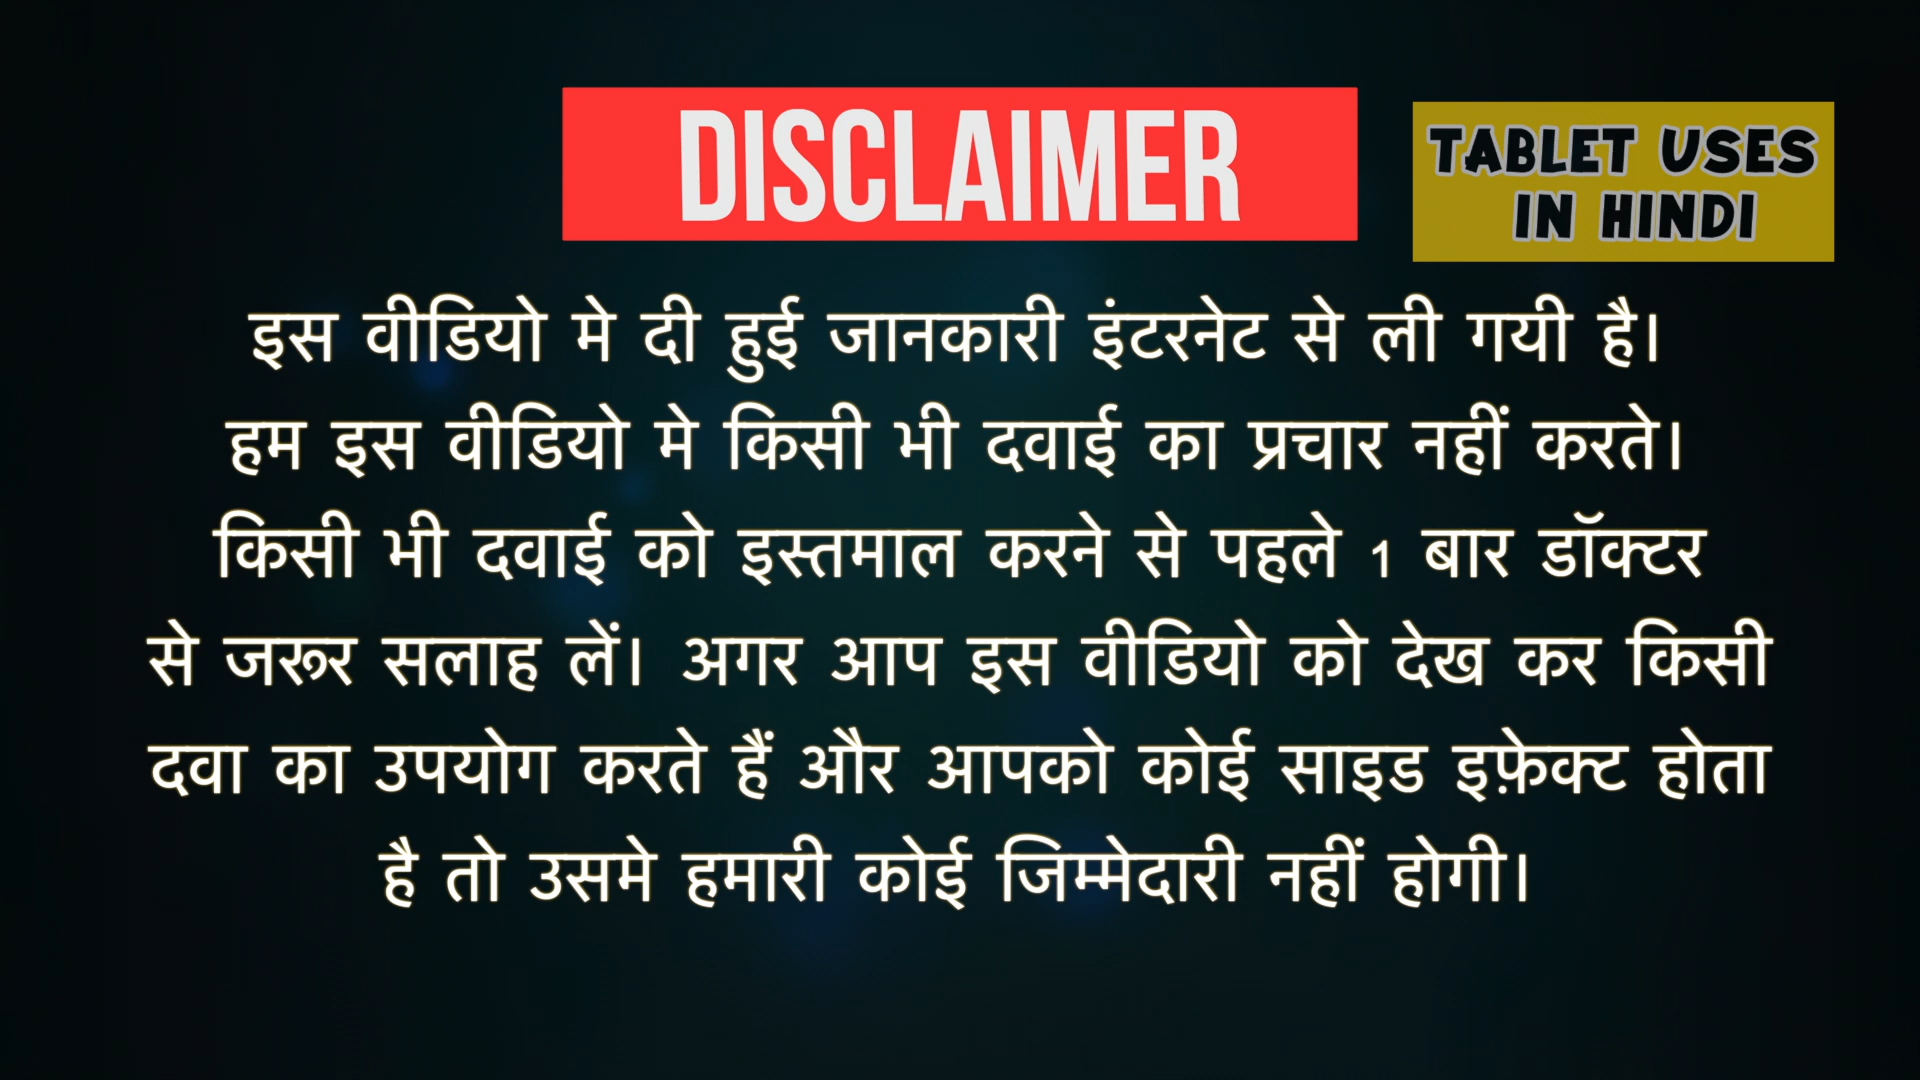 DISCLAIMER
TABLET USES
IN HINDI
इस वीडियो मे दी हुई जानकारी इंटरनेट से ली गयी है।
हम इस वीडियो मे किसी भी दवाई का प्रचार नहीं करते।
किसी भी दवाई को इस्तमाल करने से पहले 1 बार डॉक्टर
से जरूर सलाह लें। अगर आप इस वीडियो को देख कर किसी
दवा का उपयोग करते हैं और आपको कोई साइड इफ़ेक्ट होता
है तो उसमे हमारी कोई जिम्मेदारी नहीं होगी।